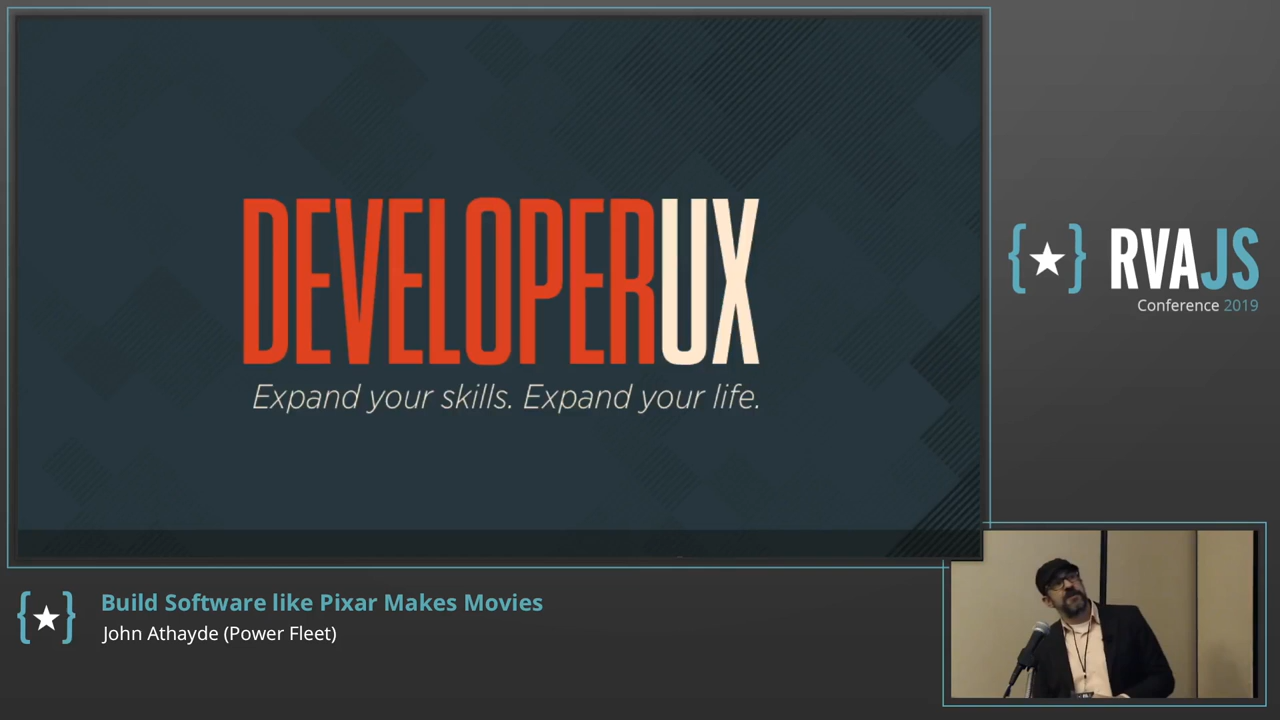 DEVELOPERUX
Expand your skills. Expand your life.
{★} RVAJS
Conference 2019
Build Software like Pixar Makes Movies
John Athayde (Power Fleet)